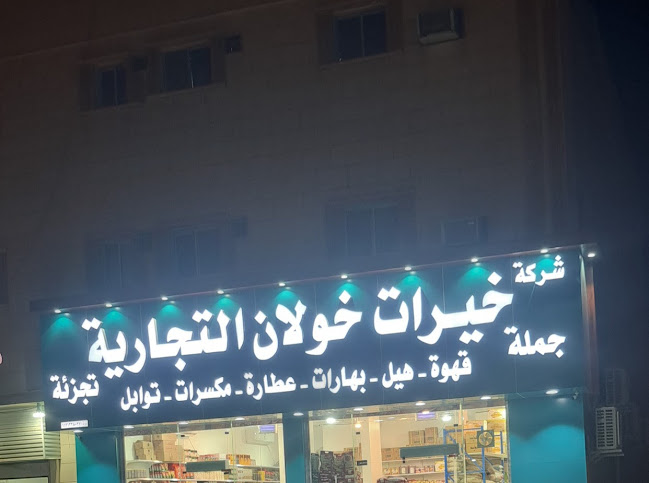 شركة
خيرات خولان التجارية
جملة
قهوة - هيل - بهارات - عطارة - مكسرات - توابل
تجزئة